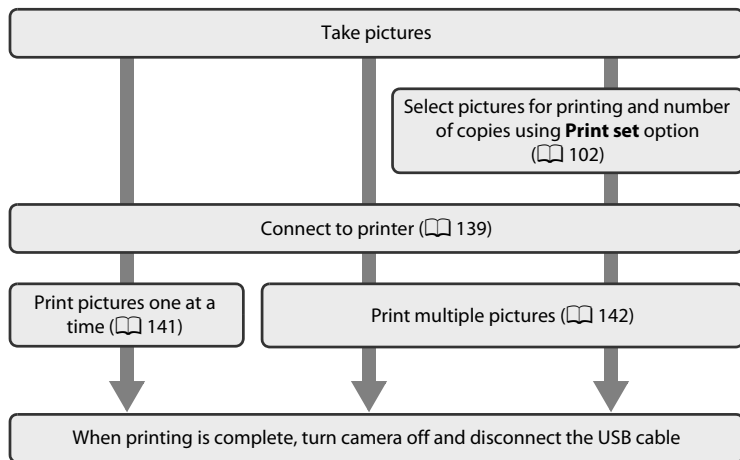 Take pictures
Select pictures for printing and number
of copies using Print set option
(📖 102)
Connect to printer (📖 139)
Print pictures one at a
time (📖 141)
Print multiple pictures (📖 142)
When printing is complete, turn camera off and disconnect the USB cable